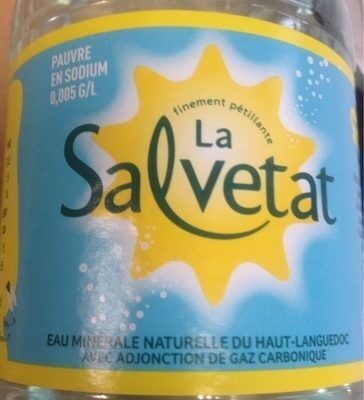 PAUVRE
EN SODIUM
0,005 G/L
finement pétillante
La
Salvetat
EAU MINÉRALE NATURELLE DU HAUT-LANGUEDOC
AVEC ADJONCTION DE GAZ CARBONIQUE